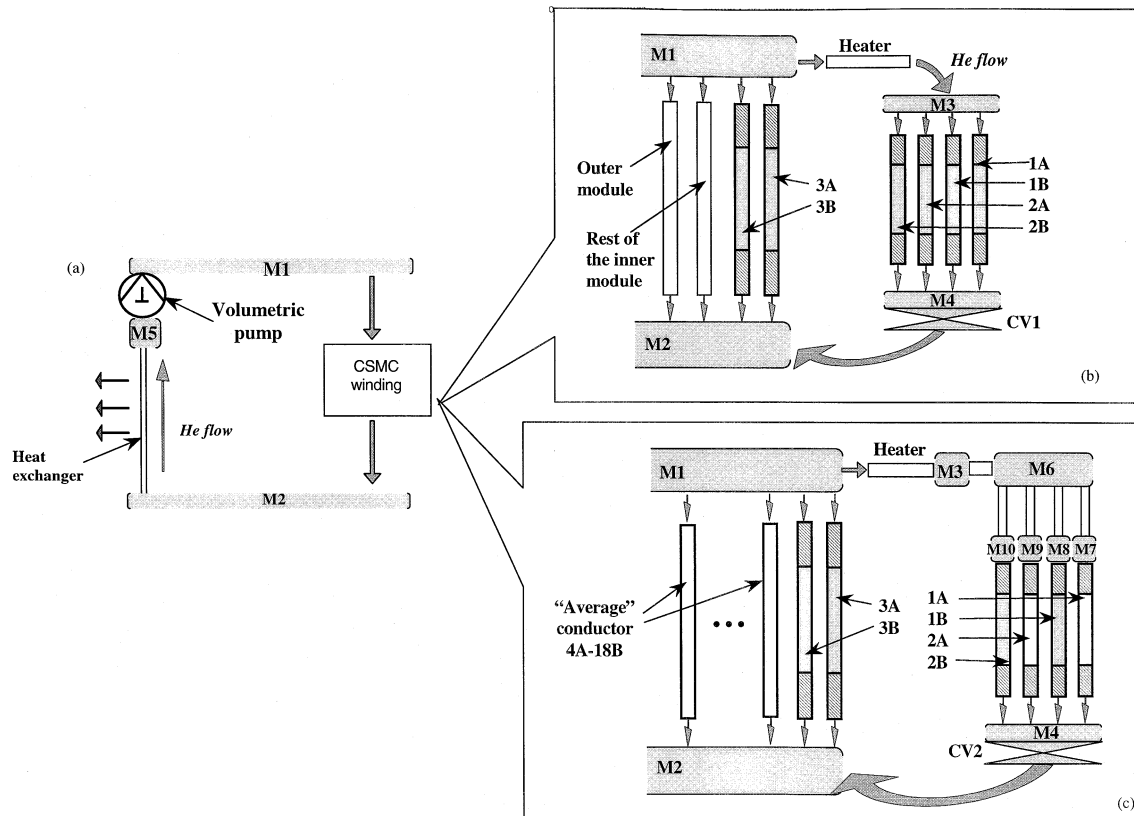 (a)
M1
Volumetric
pump
M5
CSMC
winding
He flow
Heat
exchanger
M2
M1
Heater
He flow
M3
Outer
module
3A
3B
Rest of
the inner
module
1A
1B
2A
2B
M4
CV1
M2
(b)
M1
Heater
M3
M6
M10
M9
M8
M7
“Average”
conductor
4A-18B
3A
3B
1A
1B
2A
2B
M4
CV2
M2
(c)